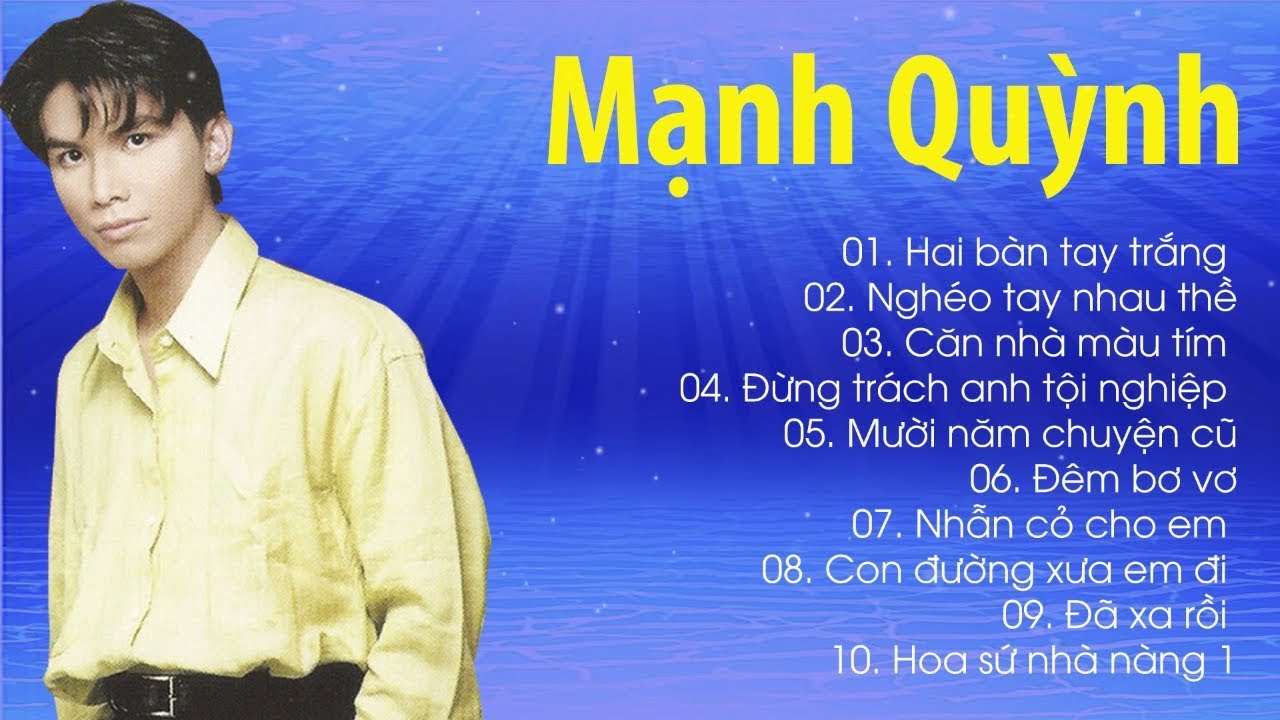 Mạnh Quỳnh
01. Hai bàn tay trắng
02. Nghéo tay nhau thề
03. Căn nhà màu tím
04. Đừng trách anh tội nghiệp
05. Mười năm chuyện cũ
06. Đêm bơ vơ
07. Nhẫn cỏ cho em
08. Con đường xưa em đi
09. Đã xa rồi
10. Hoa sứ nhà nàng 1